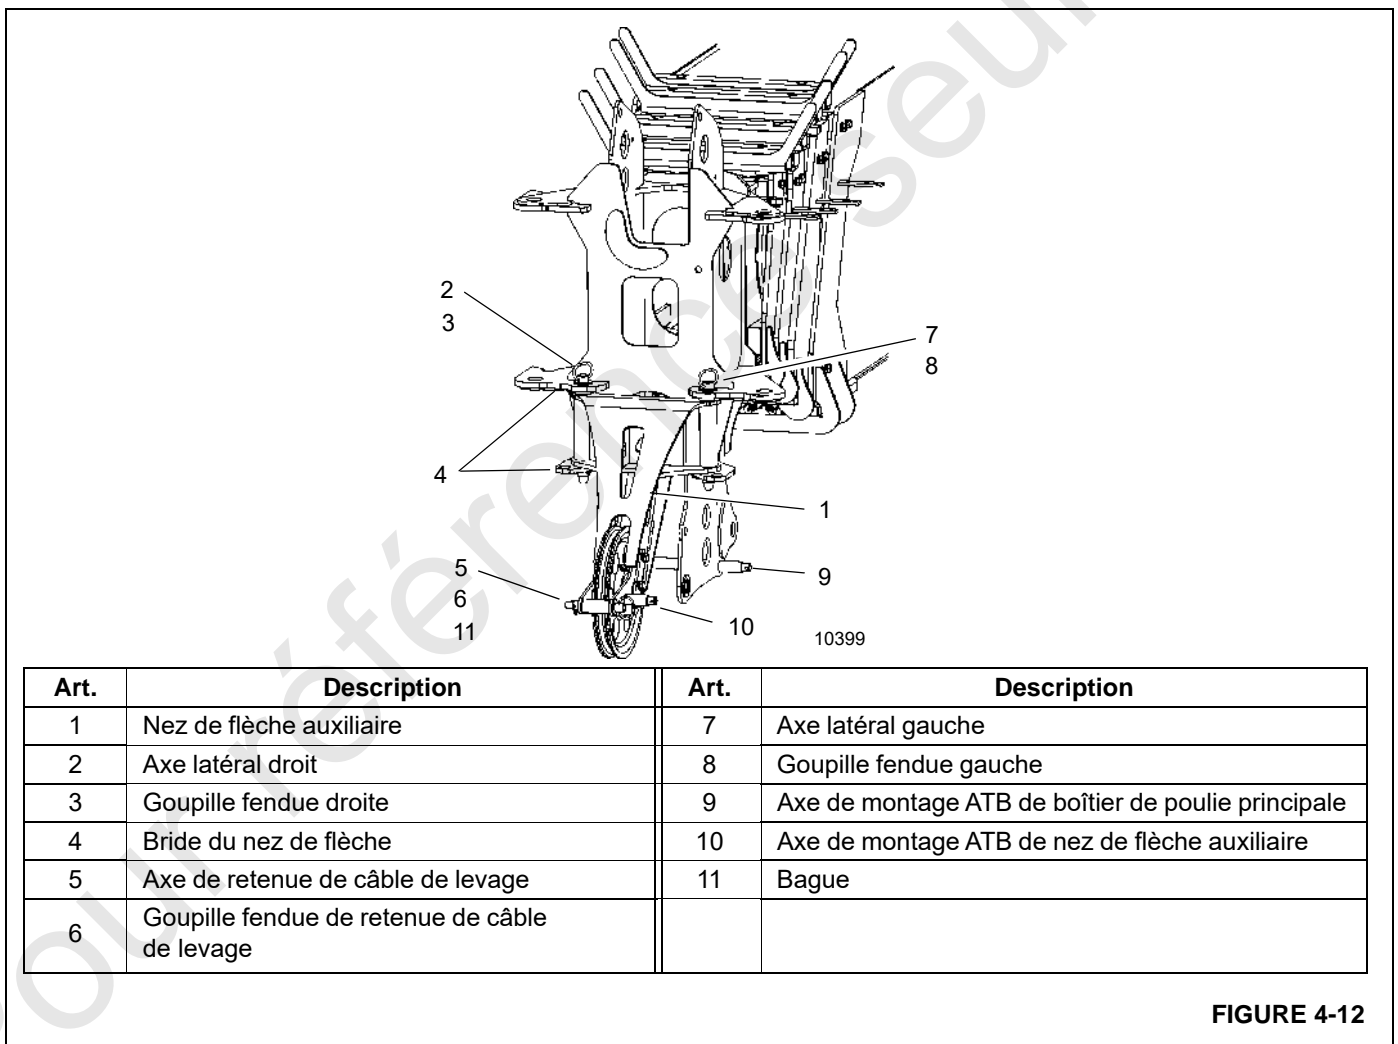 2
3
7
8
4
1
5
6
11
9
10
10399
Art. Description Art. Description
1 Nez de flèche auxiliaire 7 Axe latéral gauche
2 Axe latéral droit 8 Goupille fendue gauche
3 Goupille fendue droite 9 Axe de montage ATB de boîtier de poulie principale
4 Bride du nez de flèche 10 Axe de montage ATB de nez de flèche auxiliaire
5 Axe de retenue de câble de levage 11 Bague
6 Goupille fendue de retenue de câble
de levage
FIGURE 4-12